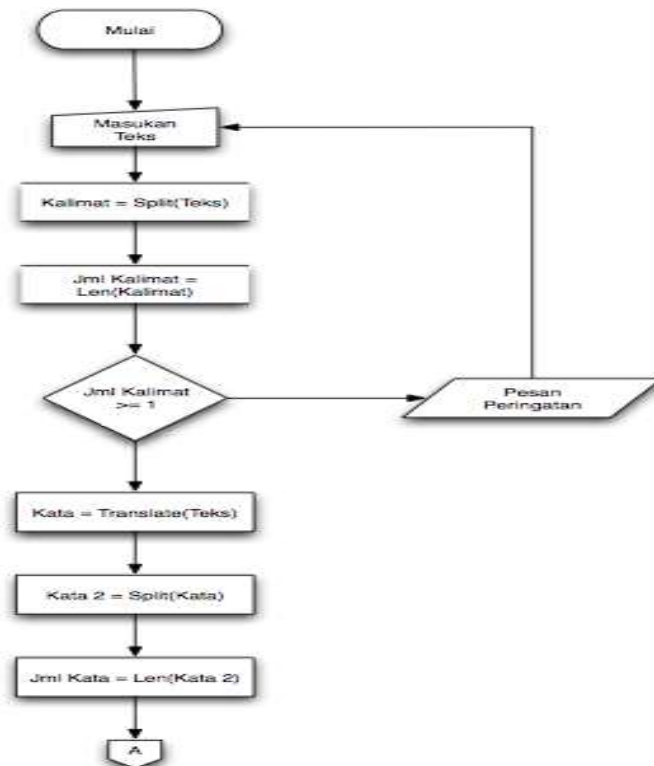 Mulai
Masukan
Teks
Kalimat = Split(Teks)
Jml Kalimat =
Len(Kalimat)
Jml Kalimat
>= 1
Pesan
Peringatan
Kata = Translate(Teks)
Kata 2 = Split(Kata)
Jml Kata = Len(Kata 2)
A